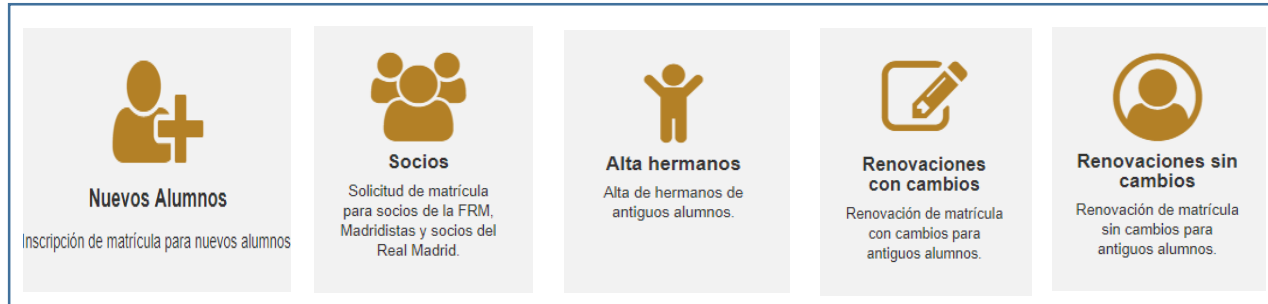 Nuevos Alumnos
Inscripción de matrícula para nuevos alumnos
Socios
Solicitud de matrícula
para socios de la FRM,
Madridistas y socios del
Real Madrid.
Alta hermanos
Alta de hermanos de
antiguos alumnos.
Renovaciones
con cambios
Renovación de matrícula
con cambios para
antiguos alumnos.
Renovaciones sin
cambios
Renovación de matrícula
sin cambios para
antiguos alumnos.